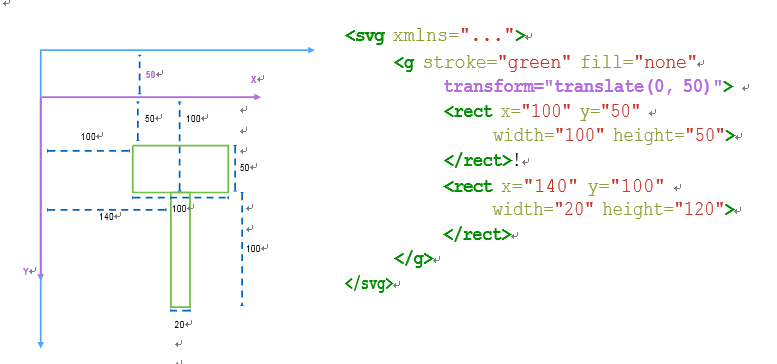 50
X
50
100
100
50
100
140
100
Y
20
<svg xmlns="...">
<g stroke="green" fill="none"
transform="translate(0, 50)">
<rect x="100" y="50"
width="100" height="50">
</rect>!
<rect x="140" y="100"
width="20" height="120">
</rect>
</g>
</svg>